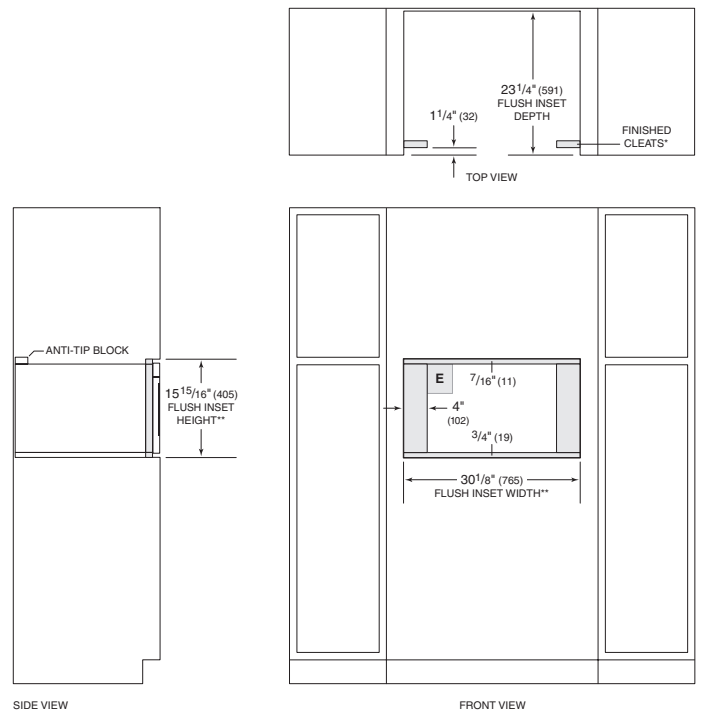 23 1/4" (591)
FLUSH INSET
DEPTH
1 1/4" (32)
FINISHED
CLEATS*
TOP VIEW
ANTI-TIP BLOCK
15 15/16" (405)
FLUSH INSET
HEIGHT**
E
7/16" (11)
4"
(102)
3/4" (19)
30 1/8" (765)
FLUSH INSET WIDTH**
SIDE VIEW
FRONT VIEW